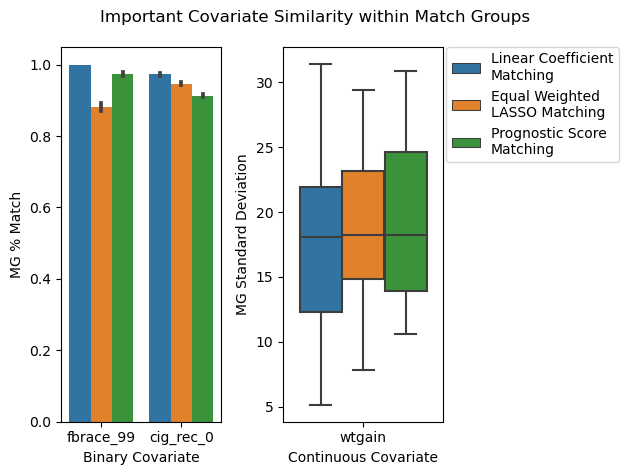 Important Covariate Similarity within Match Groups
MG % Match
1.0
0.8
0.6
0.4
0.2
0.0
fbrace_99
cig_rec_0
Binary Covariate
MG Standard Deviation
30
25
20
15
10
5
wtgain
Continuous Covariate
Linear Coefficient
Matching
Equal Weighted
LASSO Matching
Prognostic Score
Matching